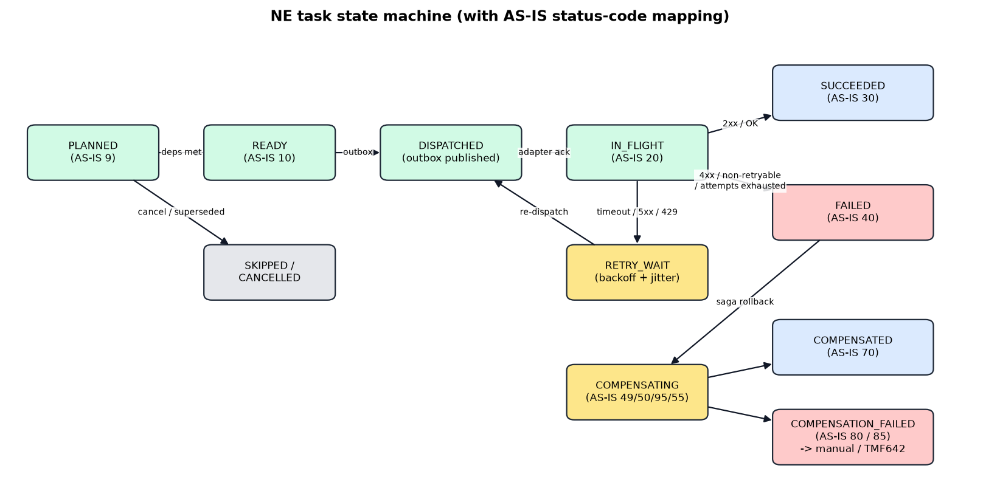 NE task state machine (with AS-IS status-code mapping)
SUCCEEDED
(AS-IS 30)
2xx / OK
PLANNED
(AS-IS 9)
deps met
READY
(AS-IS 10)
outbox
DISPATCHED
(outbox published)
adapter ack
IN_FLIGHT
(AS-IS 20)
4xx / non-retryable
/ attempts exhausted
FAILED
(AS-IS 40)
cancel / superseded
re-dispatch
timeout / 5xx / 429
SKIPPED /
CANCELLED
RETRY_WAIT
(backoff + jitter)
saga rollback
COMPENSATED
(AS-IS 70)
COMPENSATING
(AS-IS 49/50/95/55)
COMPENSATION_FAILED
(AS-IS 80 / 85)
-> manual / TMF642